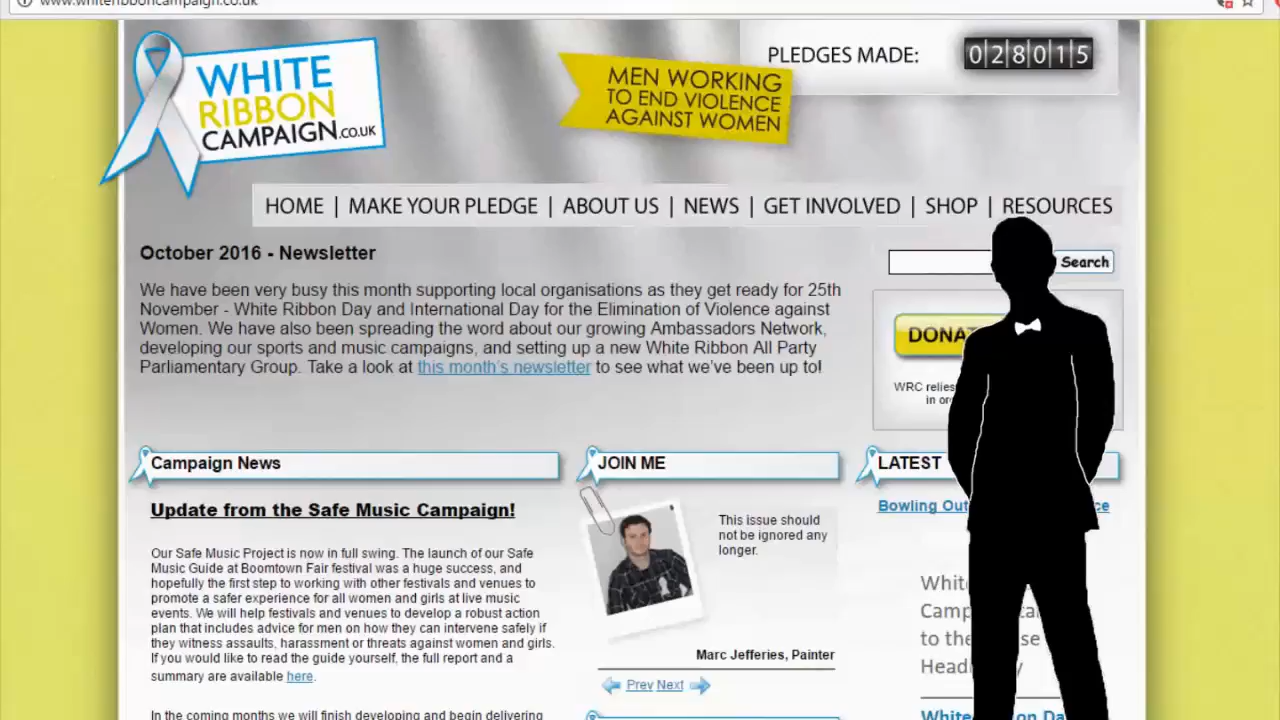 www.whiteribboncampaign.co.uk
WHITE
RIBBON
CAMPAIGN.co.uk
MEN WORKING
TO END VIOLENCE
AGAINST WOMEN
PLEDGES MADE: 028015
HOME | MAKE YOUR PLEDGE | ABOUT US | NEWS | GET INVOLVED | SHOP | RESOURCES
October 2016 - Newsletter
We have been very busy this month supporting local organisations as they get ready for 25th
November - White Ribbon Day and International Day for the Elimination of Violence against
Women. We have also been spreading the word about our growing Ambassadors Network,
developing our sports and music campaigns, and setting up a new White Ribbon All Party
Parliamentary Group. Take a look at this month's newsletter to see what we've been up to!
Search
DONA
WRC relies
in
Campaign News
Update from the Safe Music Campaign!
Our Safe Music Project is now in full swing. The launch of our Safe
Music Guide at Boomtown Fair festival was a huge success, and
hopefully the first step to working with other festivals and venues to
promote a safer experience for all women and girls at live music
events. We will help festivals and venues to develop a robust action
plan that includes advice for men on how they can intervene safely if
they witness assaults, harassment or threats against women and girls.
If you would like to read the guide yourself, the full report and a
summary are available here.
In the coming months we will finish developing and begin delivering
JOIN ME
This issue should
not be ignored any
longer.
Marc Jefferies, Painter
Prev Next
LATEST
Bowling Out
Whit
Camp
to the
Head
White